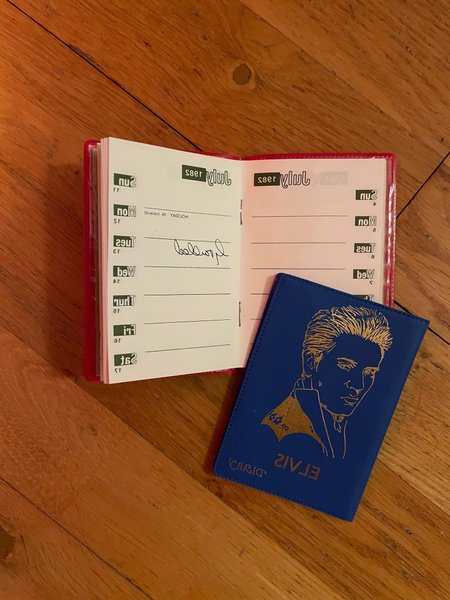 July 1982
Sun
4
Mon
5
Tues
6
Wed
7
July 1982
Sun
11
Mon
12
HOLIDAY (N. Ireland)
Tues
13
Wed
14
Thur
15
Fri
16
Sat
17
ELVIS
DIARY